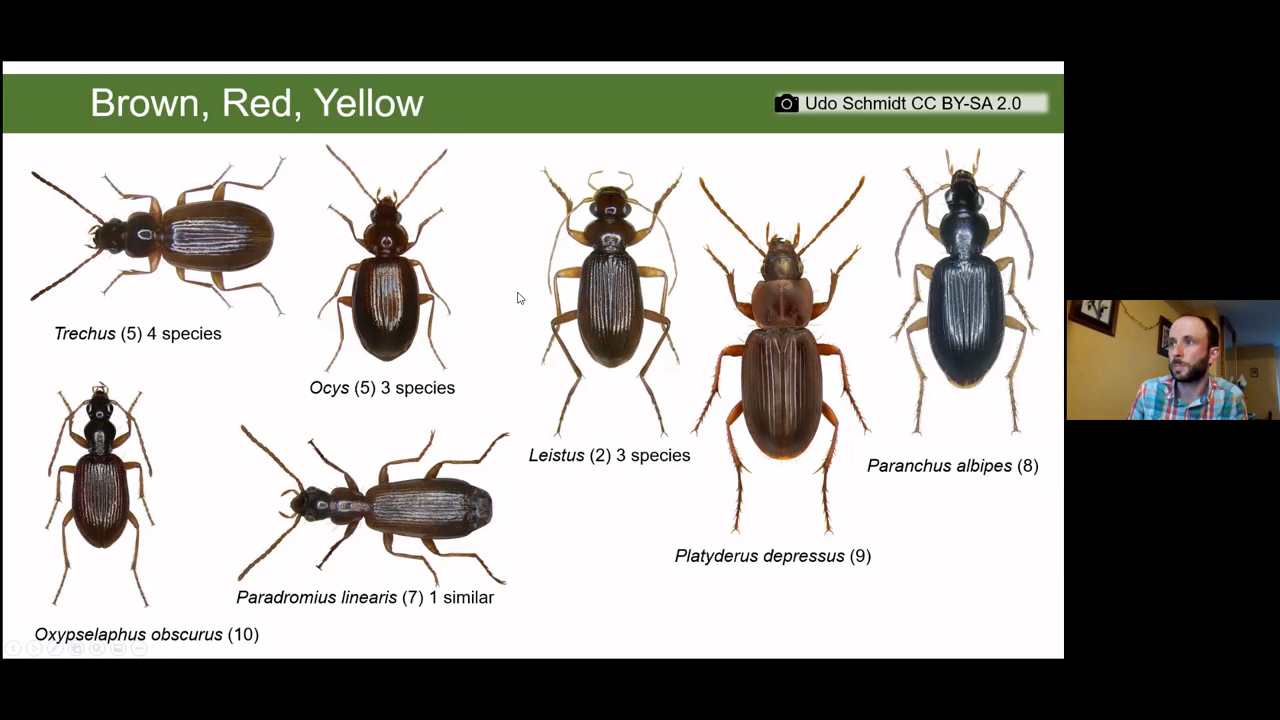 Brown, Red, Yellow
Udo Schmidt CC BY-SA 2.0
Trechus (5) 4 species
Ocys (5) 3 species
Leistus (2) 3 species
Paranchus albipes (8)
Platyderus depressus (9)
Paradromius linearis (7) 1 similar
Oxypselaphus obscurus (10)